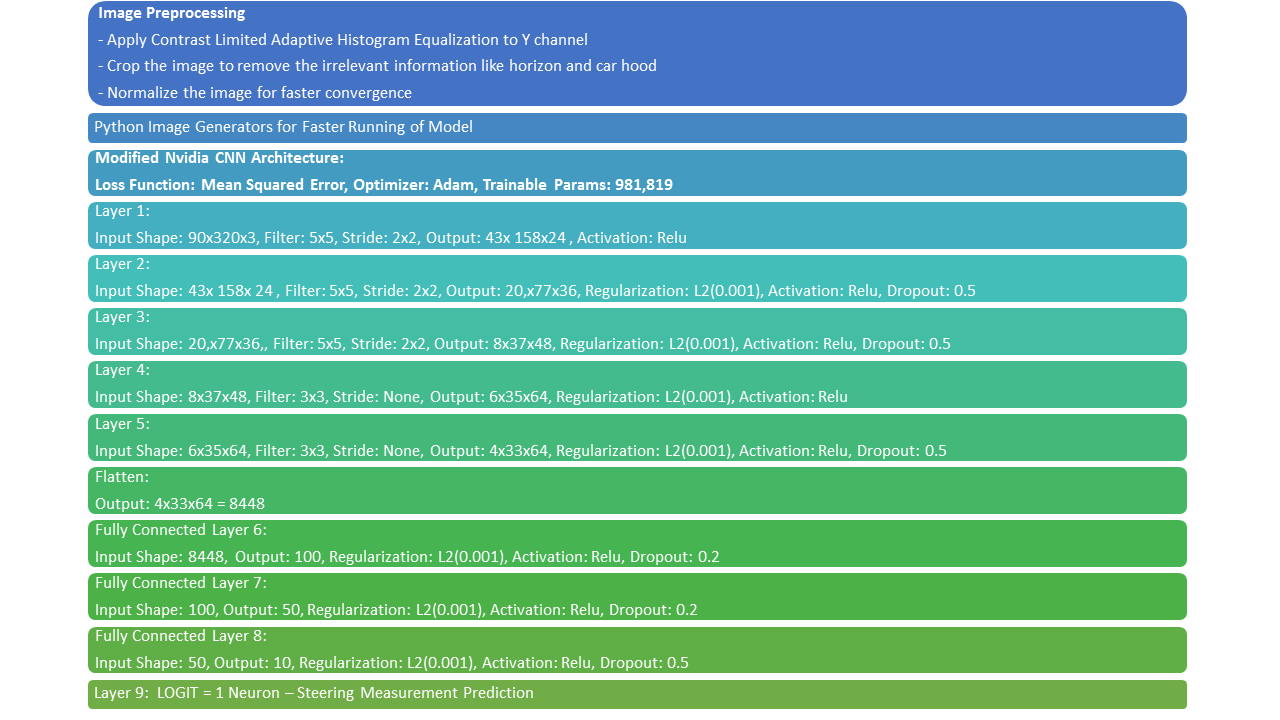 Image Preprocessing
- Apply Contrast Limited Adaptive Histogram Equalization to Y channel
- Crop the image to remove the irrelevant information like horizon and car hood
- Normalize the image for faster convergence
Python Image Generators for Faster Running of Model
Modified Nvidia CNN Architecture:
Loss Function: Mean Squared Error, Optimizer: Adam, Trainable Params: 981,819
Layer 1:
Input Shape: 90x320x3, Filter: 5x5, Stride: 2x2, Output: 43x 158x24 , Activation: Relu
Layer 2:
Input Shape: 43x 158x 24 , Filter: 5x5, Stride: 2x2, Output: 20,x77x36, Regularization: L2(0.001), Activation: Relu, Dropout: 0.5
Layer 3:
Input Shape: 20,x77x36,, Filter: 5x5, Stride: 2x2, Output: 8x37x48, Regularization: L2(0.001), Activation: Relu, Dropout: 0.5
Layer 4:
Input Shape: 8x37x48, Filter: 3x3, Stride: None, Output: 6x35x64, Regularization: L2(0.001), Activation: Relu
Layer 5:
Input Shape: 6x35x64, Filter: 3x3, Stride: None, Output: 4x33x64, Regularization: L2(0.001), Activation: Relu, Dropout: 0.5
Flatten:
Output: 4x33x64 = 8448
Fully Connected Layer 6:
Input Shape: 8448, Output: 100, Regularization: L2(0.001), Activation: Relu, Dropout: 0.2
Fully Connected Layer 7:
Input Shape: 100, Output: 50, Regularization: L2(0.001), Activation: Relu, Dropout: 0.2
Fully Connected Layer 8:
Input Shape: 50, Output: 10, Regularization: L2(0.001), Activation: Relu, Dropout: 0.5
Layer 9: LOGIT = 1 Neuron – Steering Measurement Prediction